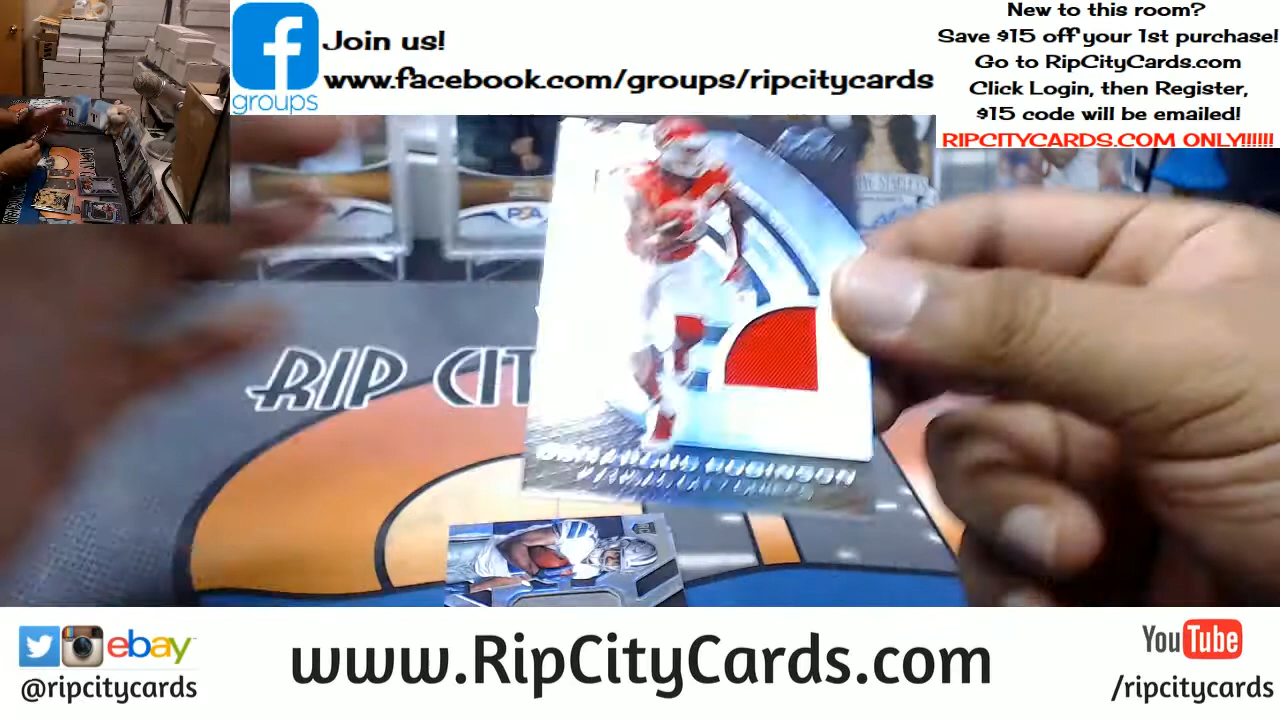 Join us!
www.facebook.com/groups/ripcitycards
groups
New to this room?
Save $15 off your 1st purchase!
Go to RipCityCards.com
Click Login, then Register,
$15 code will be emailed!
RIPCITYCARDS.COM ONLY!!!!!!
PSA
RIP CIT
ebay
@ripcitycards
www.RipCityCards.com
YouTube
/ripcitycards